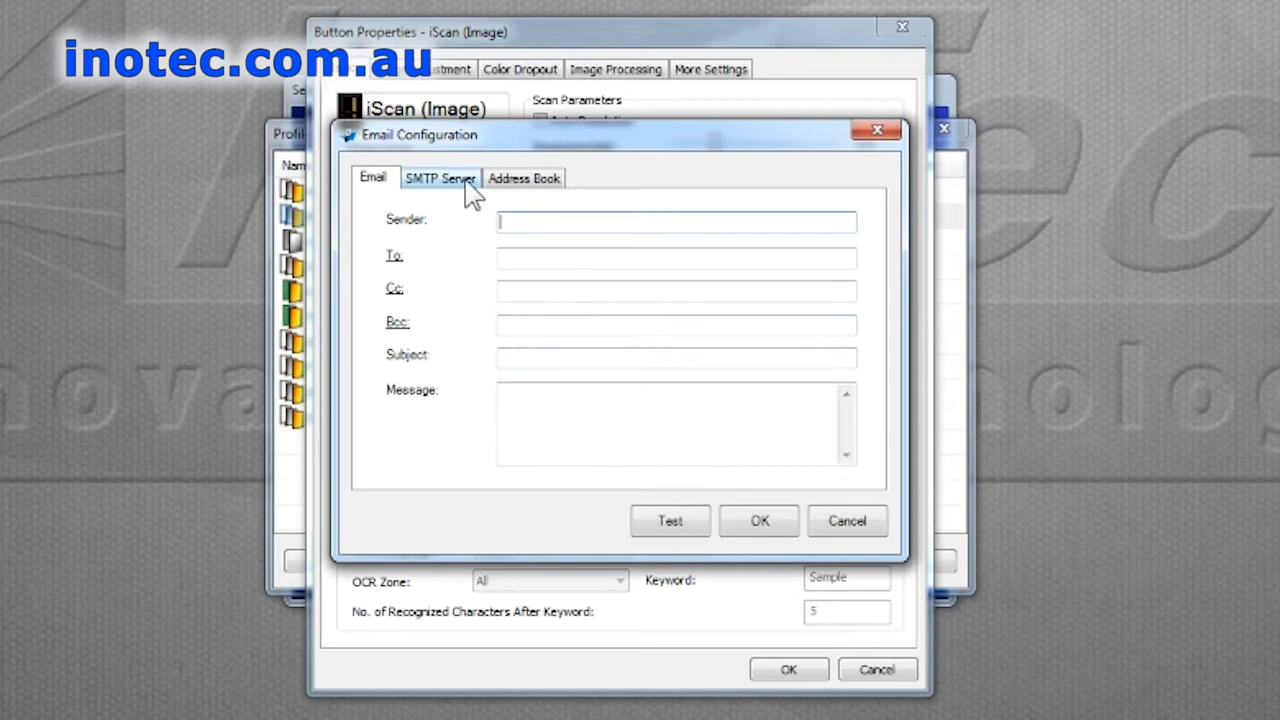 Button Properties - iScan (Image)
inotec.com.au
Color Dropout
Image Processing
More Settings
iScan (Image)
Scan Parameters
Email Configuration
Email
SMTP Server
Address Book
Sender:
To:
Cc:
Bcc:
Subject:
Message:
Test
OK
Cancel
OCR Zone:
All
Keyword:
Sample
No. of Recognized Characters After Keyword:
5
OK
Cancel